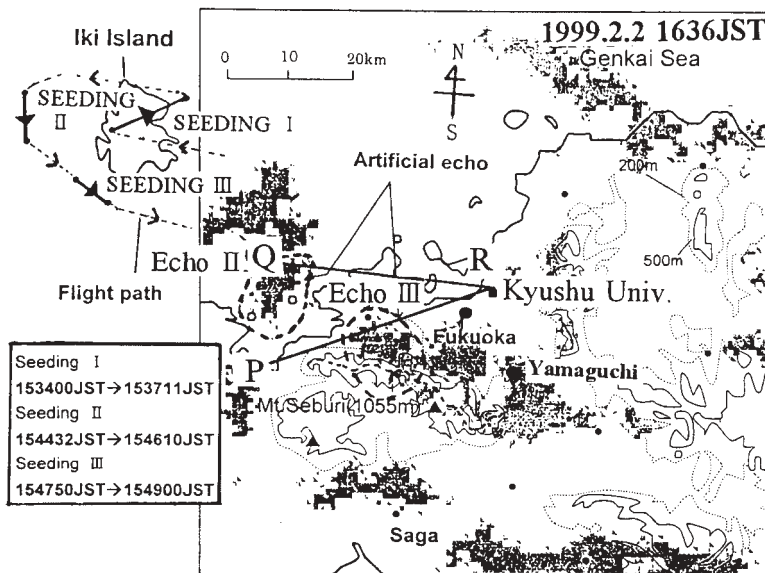 1999.2.2 1636JST
Genkai Sea
Iki Island
0 10 20km
N
S
SEEDING
II
SEEDING I
SEEDING III
Artificial echo
200m
500m
Echo II
Q
R
Flight path
Echo III
Kyushu Univ.
Fukuoka
P
Yamaguchi
Mt.Seburi(1055m)
Saga
Seeding I
153400JST→153711JST
Seeding II
154432JST→154610JST
Seeding III
154750JST→154900JST